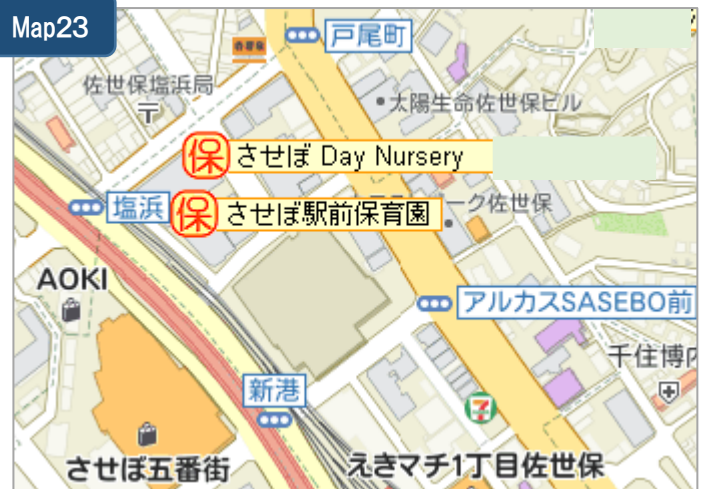 Map23
戸尾町
佐世保塩浜局
太陽生命佐世保ビル
保 させぼ Day Nursery
塩浜
保 させぼ駅前保育園
ーク佐世保
AOKI
アルカスSASEBO前
千住博
新港
7
させぼ五番街
えきマチ1丁目佐世保